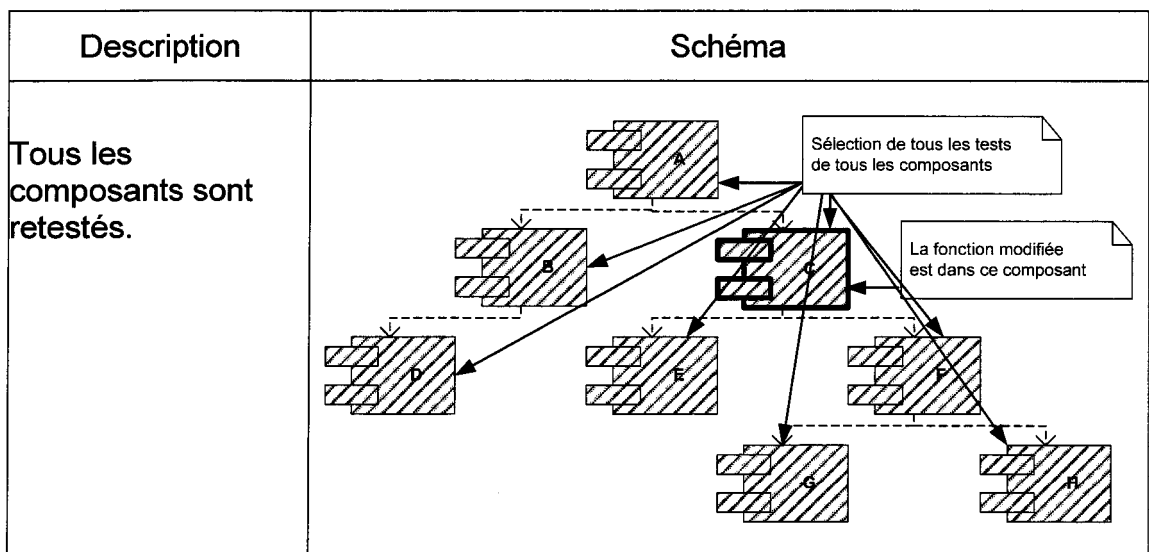 Description
Schéma
Tous les
composants sont
retestés.
Sélection de tous les tests
de tous les composants
A
La fonction modifiée
est dans ce composant
B
C
D
E
F
G
H